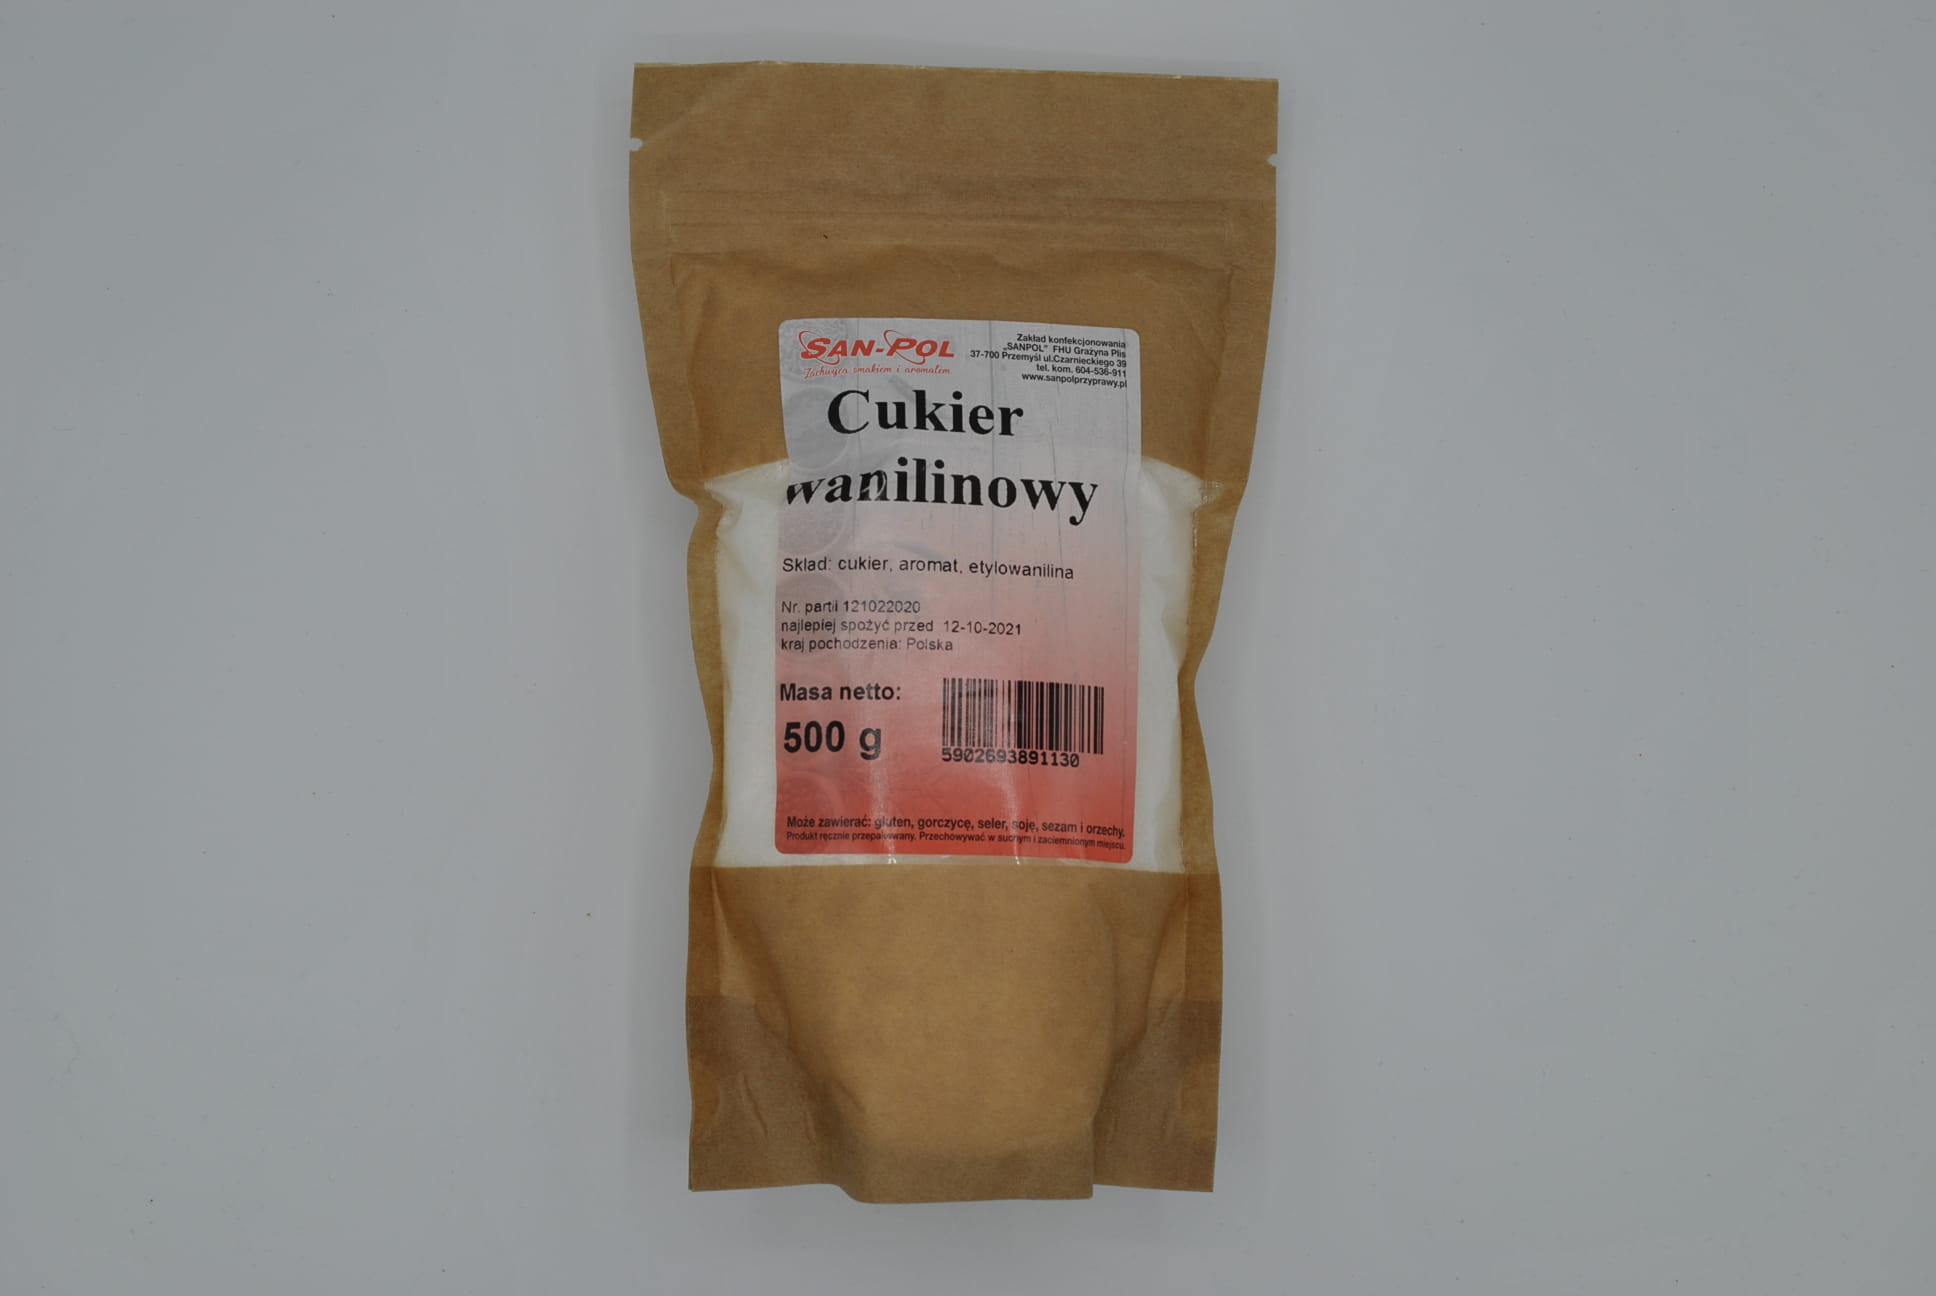 SAN-POL
Zachwyca smakiem i aromatem
Zakład konfekcjonowania
„SANPOL" FHU Grażyna Plis
37-700 Przemyśl ul.Czarnieckiego 39
tel. kom. 604-536-911
www.sanpolprzyprawy.pl
Cukier
wanilinowy
Sklad: cukier, aromat, etylowanilina
Nr. partii 121022020
najlepiej spożyć przed 12-10-2021
kraj pochodzenia: Polska
Masa netto:
500 g
5902693891130
Może zawierać: gluten, gorczycę, seler, soję, sezam i orzechy.
Produkt ręcznie przepakowany. Przechowywać w suchym i zaciemnionym miejscu.